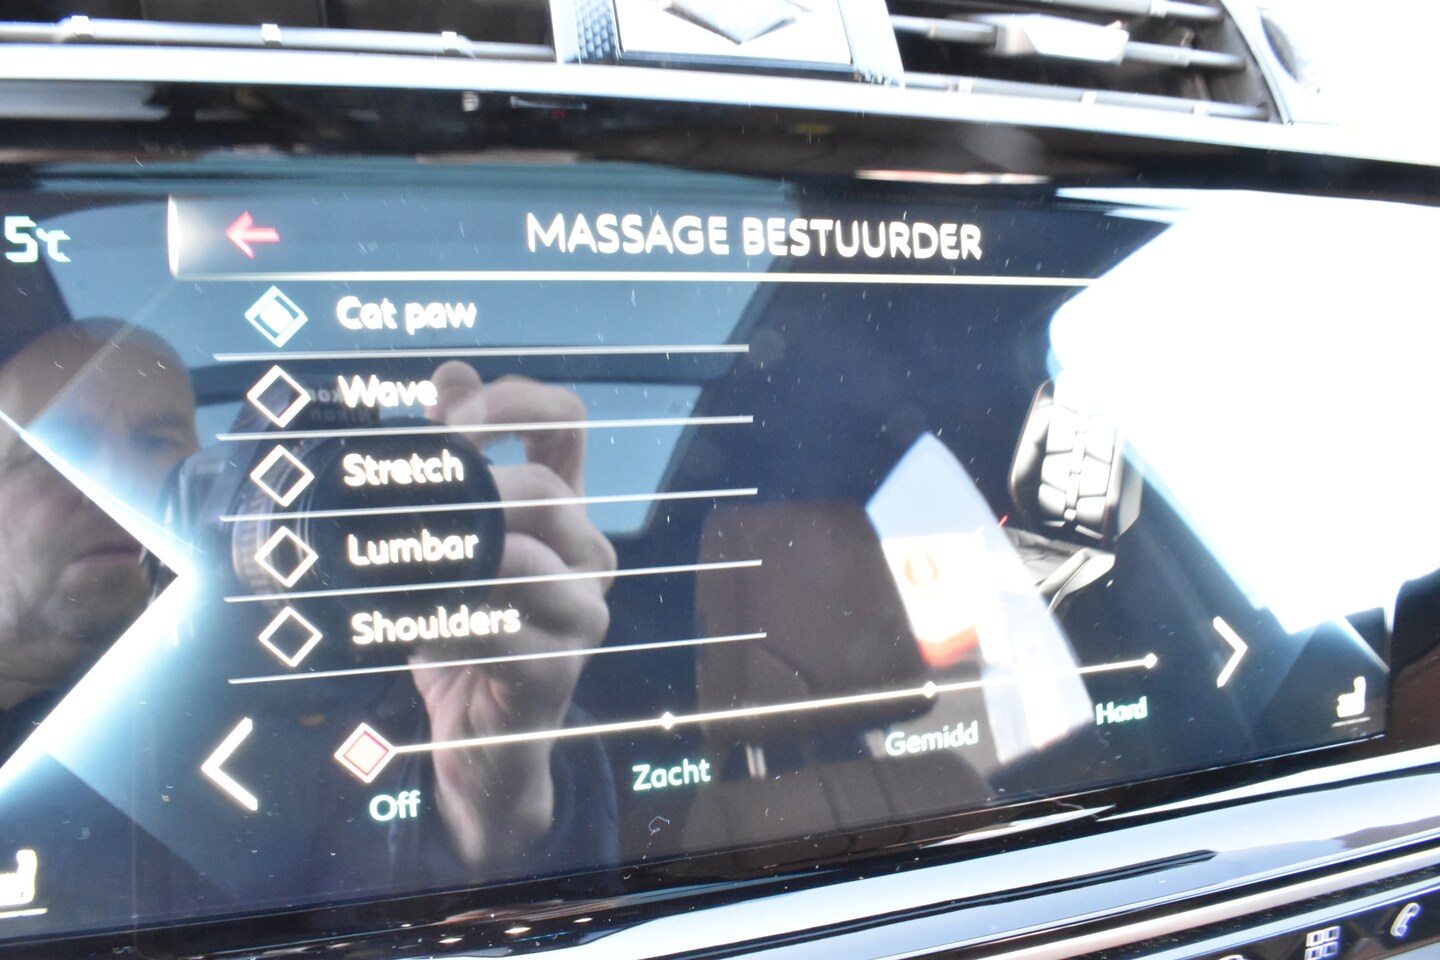 5°C
MASSAGE BESTUURDER
Cat paw
Wave
Stretch
Lumbar
Shoulders
Off
Zacht
Gemidd
Hard